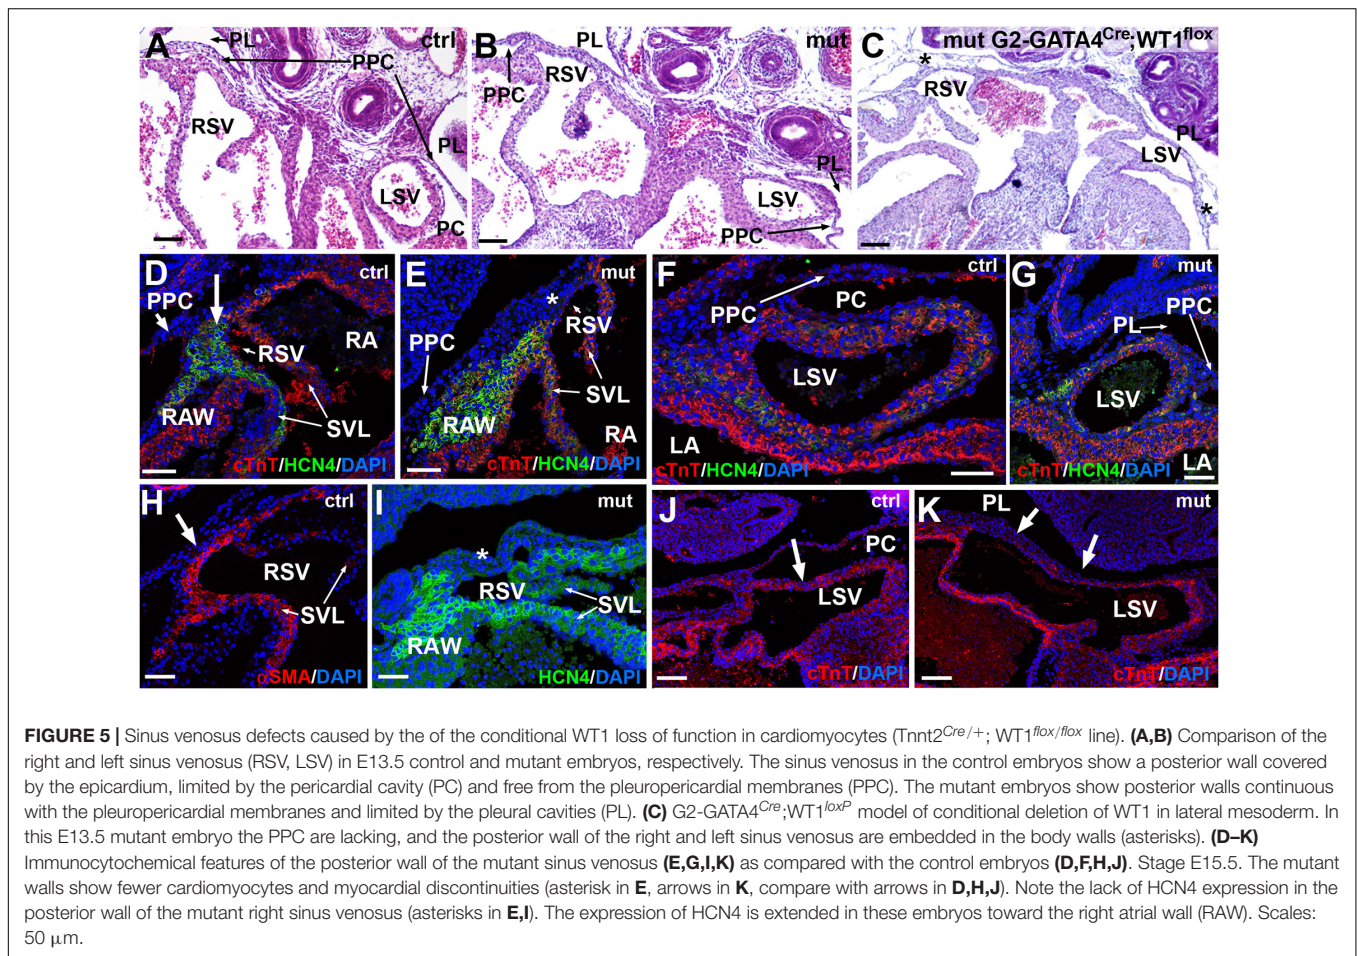 A
PL
ctrl
PPC
RSV
PL
LSV
PC
B
PL
mut
RSV
PPC
PL
LSV
PPC
C
mut G2-GATA4Cre;WT1flox
*
RSV
PL
LSV
*
D
ctrl
PPC
RA
RSV
RAW
SVL
cTnT/HCN4/DAPI
E
mut
*
RSV
PPC
SVL
RAW
RA
cTnT/HCN4/DAPI
F
ctrl
PC
PPC
LSV
LA
cTnT/HCN4/DAPI
G
mut
PPC
PL
LSV
LA
cTnT/HCN4/DAPI
H
ctrl
RSV
SVL
αSMA/DAPI
I
mut
*
RSV
SVL
RAW
HCN4/DAPI
J
ctrl
PC
LSV
cTnT/DAPI
K
PL
mut
LSV
cTnT/DAPI
FIGURE 5 | Sinus venosus defects caused by the of the conditional WT1 loss of function in cardiomyocytes (Tnnt2Cre/+; WT1flox/flox line). (A,B) Comparison of the
right and left sinus venosus (RSV, LSV) in E13.5 control and mutant embryos, respectively. The sinus venosus in the control embryos show a posterior wall covered
by the epicardium, limited by the pericardial cavity (PC) and free from the pleuropericardial membranes (PPC). The mutant embryos show posterior walls continuous
with the pleuropericardial membranes and limited by the pleural cavities (PL). (C) G2-GATA4Cre;WT1loxP model of conditional deletion of WT1 in lateral mesoderm. In
this E13.5 mutant embryo the PPC are lacking, and the posterior wall of the right and left sinus venosus are embedded in the body walls (asterisks). (D–K)
Immunocytochemical features of the posterior wall of the mutant sinus venosus (E,G,I,K) as compared with the control embryos (D,F,H,J). Stage E15.5. The mutant
walls show fewer cardiomyocytes and myocardial discontinuities (asterisk in E, arrows in K, compare with arrows in D,H,J). Note the lack of HCN4 expression in the
posterior wall of the mutant right sinus venosus (asterisks in E,I). The expression of HCN4 is extended in these embryos toward the right atrial wall (RAW). Scales:
50 μm.